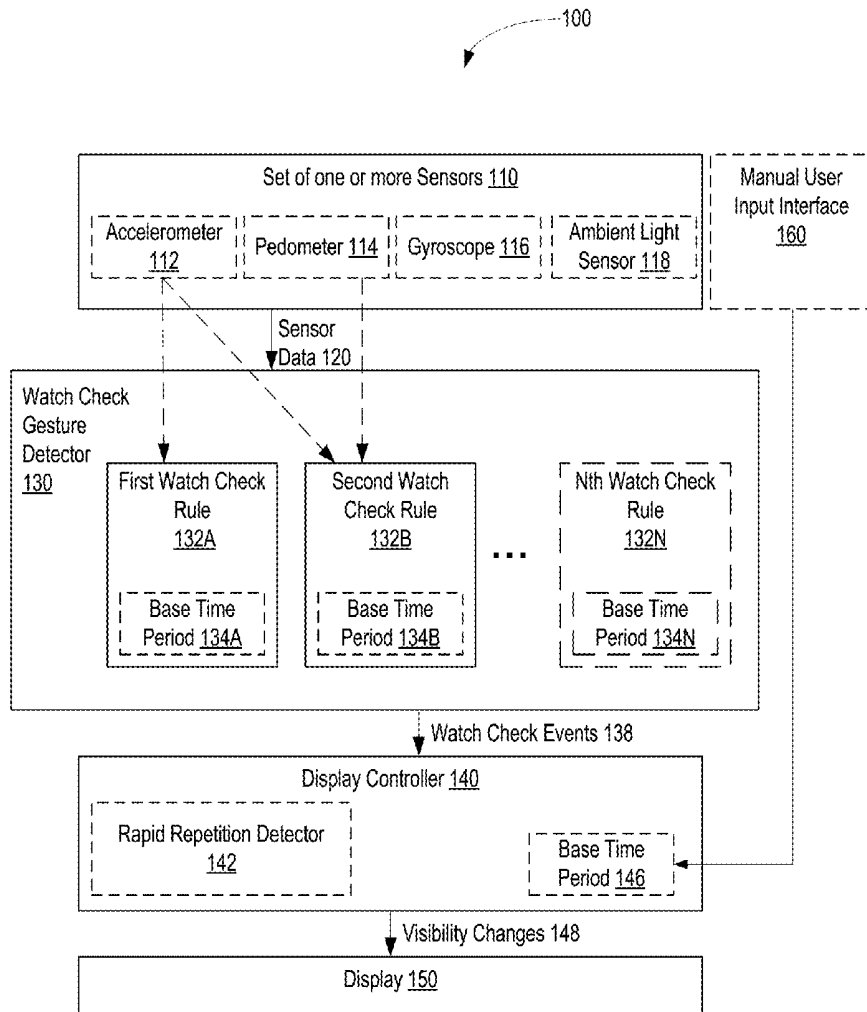 100
Set of one or more Sensors 110
Accelerometer
112
Pedometer 114
Gyroscope 116
Ambient Light
Sensor 118
Manual User
Input Interface
160
Sensor
Data 120
Watch Check
Gesture
Detector
130
First Watch Check
Rule
132A
Base Time
Period 134A
Second Watch
Check Rule
132B
Base Time
Period 134B
...
Nth Watch Check
Rule
132N
Base Time
Period 134N
Watch Check Events 138
Display Controller 140
Rapid Repetition Detector
142
Base Time
Period 146
Visibility Changes 148
Display 150